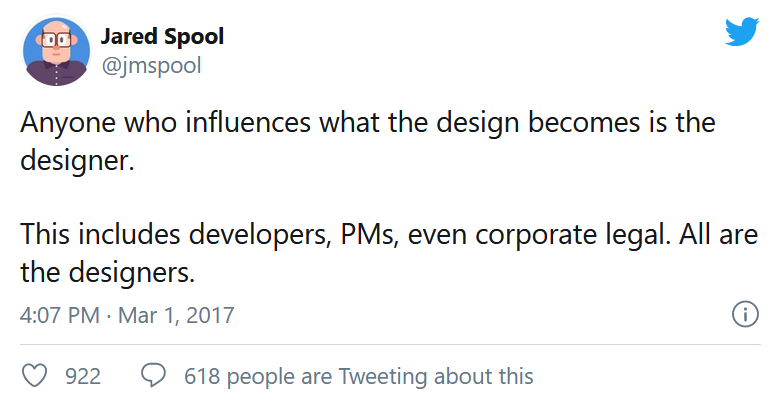 Jared Spool
@jmspool
Anyone who influences what the design becomes is the
designer.
This includes developers, PMs, even corporate legal. All are
the designers.
4:07 PM · Mar 1, 2017
922
618 people are Tweeting about this